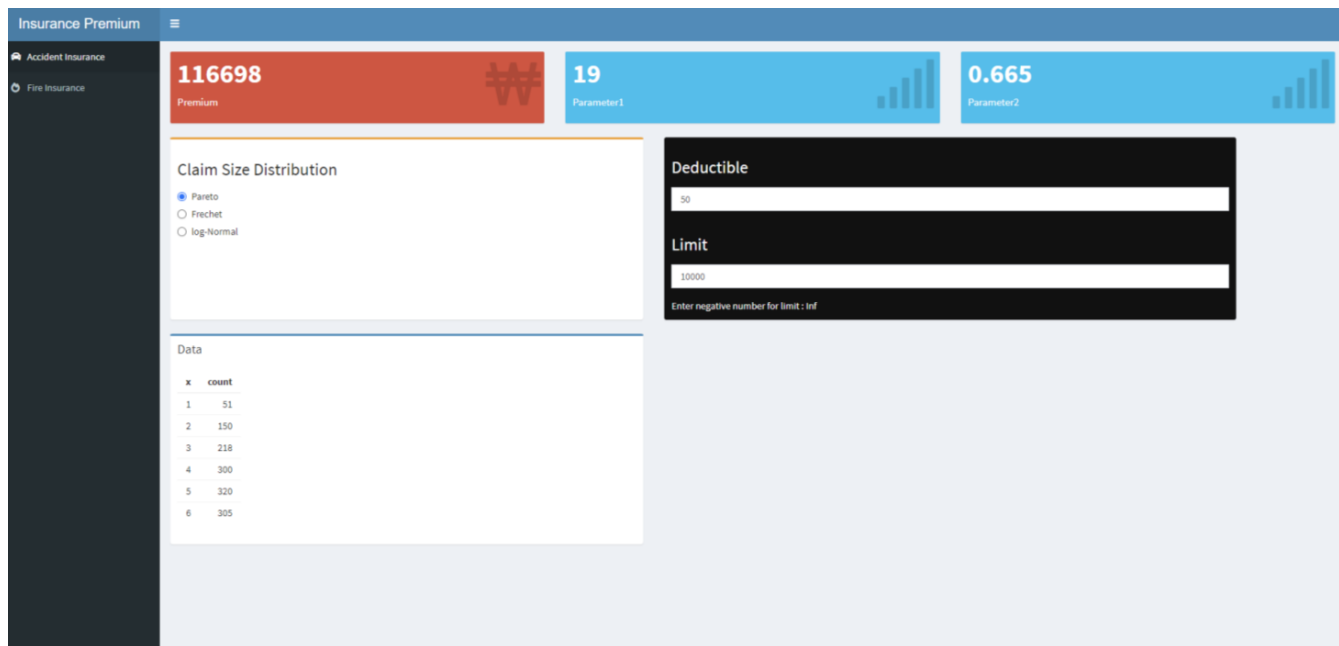 Insurance Premium
Accident Insurance
Fire Insurance
116698
Premium
₩
19
Parameter1
0.665
Parameter2
Claim Size Distribution
Pareto
Frechet
log-Normal
Deductible
50
Limit
10000
Enter negative number for limit : Inf
Data
x count
1 51
2 150
3 218
4 300
5 320
6 305